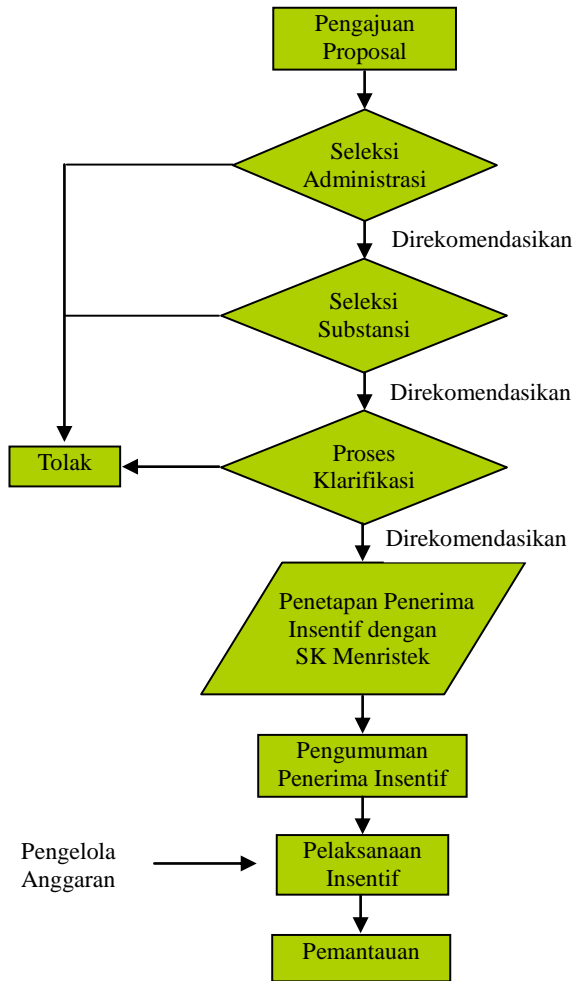 Pengajuan
Proposal
Seleksi
Administrasi
Direkomendasikan
Seleksi
Substansi
Direkomendasikan
Tolak
Proses
Klarifikasi
Direkomendasikan
Penetapan Penerima
Insentif dengan
SK Menristek
Pengumuman
Penerima Insentif
Pengelola
Anggaran
Pelaksanaan
Insentif
Pemantauan